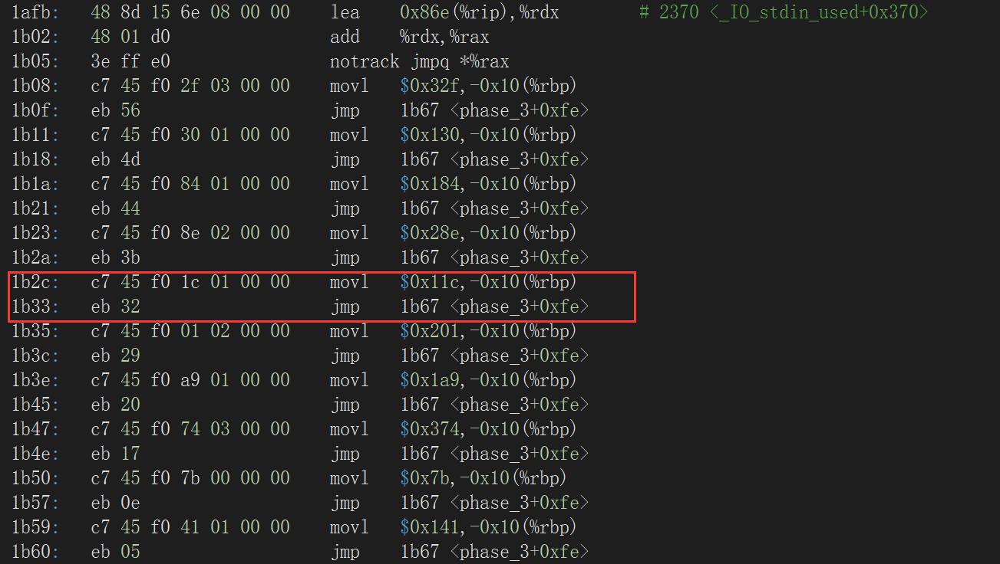 1afb: 48 8d 15 6e 08 00 00 lea 0x86e(%rip),%rdx # 2370 <_IO_stdin_used+0x370>
1b02: 48 01 d0 add %rdx,%rax
1b05: 3e ff e0 notrack jmpq *%rax
1b08: c7 45 f0 2f 03 00 00 movl $0x32f,-0x10(%rbp)
1b0f: eb 56 jmp 1b67 <phase_3+0xfe>
1b11: c7 45 f0 30 01 00 00 movl $0x130,-0x10(%rbp)
1b18: eb 4d jmp 1b67 <phase_3+0xfe>
1b1a: c7 45 f0 84 01 00 00 movl $0x184,-0x10(%rbp)
1b21: eb 44 jmp 1b67 <phase_3+0xfe>
1b23: c7 45 f0 8e 02 00 00 movl $0x28e,-0x10(%rbp)
1b2a: eb 3b jmp 1b67 <phase_3+0xfe>
1b2c: c7 45 f0 1c 01 00 00 movl $0x11c,-0x10(%rbp)
1b33: eb 32 jmp 1b67 <phase_3+0xfe>
1b35: c7 45 f0 01 02 00 00 movl $0x201,-0x10(%rbp)
1b3c: eb 29 jmp 1b67 <phase_3+0xfe>
1b3e: c7 45 f0 a9 01 00 00 movl $0x1a9,-0x10(%rbp)
1b45: eb 20 jmp 1b67 <phase_3+0xfe>
1b47: c7 45 f0 74 03 00 00 movl $0x374,-0x10(%rbp)
1b4e: eb 17 jmp 1b67 <phase_3+0xfe>
1b50: c7 45 f0 7b 00 00 00 movl $0x7b,-0x10(%rbp)
1b57: eb 0e jmp 1b67 <phase_3+0xfe>
1b59: c7 45 f0 41 01 00 00 movl $0x141,-0x10(%rbp)
1b60: eb 05 jmp 1b67 <phase_3+0xfe>